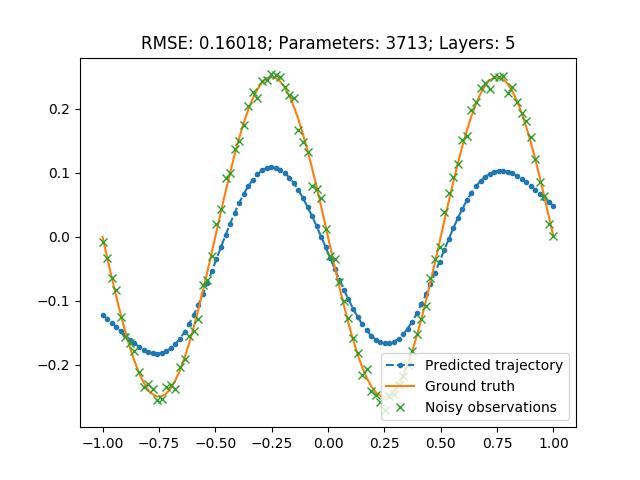 RMSE: 0.16018; Parameters: 3713; Layers: 5
0.2
0.1
0.0
−0.1
−0.2
Predicted trajectory
Ground truth
Noisy observations
−1.00 −0.75 −0.50 −0.25 0.00 0.25 0.50 0.75 1.00